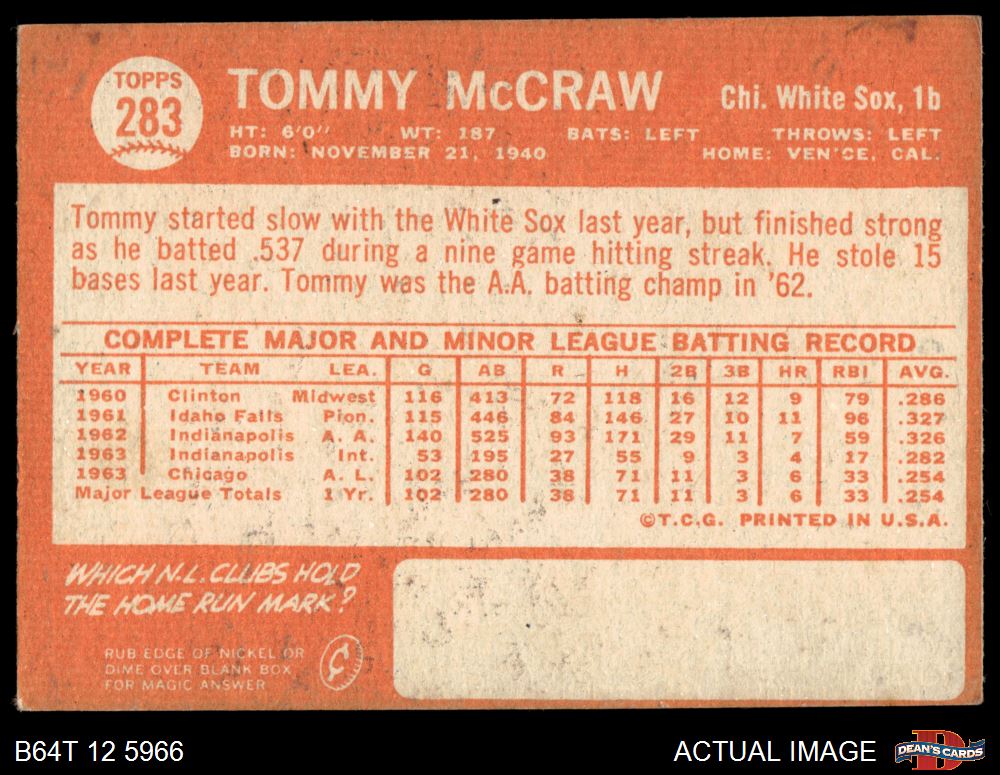 TOPPS
283
TOMMY McCRAW
Chi. White Sox, 1b
HT: 6'0" WT: 187 BATS: LEFT THROWS: LEFT
BORN: NOVEMBER 21, 1940 HOME: VEN'CE, CAL.
Tommy started slow with the White Sox last year, but finished strong
as he batted .537 during a nine game hitting streak. He stole 15
bases last year. Tommy was the A.A. batting champ in '62.
COMPLETE MAJOR AND MINOR LEAGUE BATTING RECORD
YEAR TEAM LEA. G AB R H 2B 3B HR RBI AVG.
1960 Clinton Midwest 116 413 72 118 16 12 9 79 .286
1961 Idaho Falls Pion. 115 446 84 146 27 10 11 96 .327
1962 Indianapolis A. A. 140 525 93 171 29 11 7 59 .326
1963 Indianapolis Int. 53 195 27 55 9 3 4 17 .282
1963 Chicago A. L. 102 280 38 71 11 3 6 33 .254
Major League Totals 1 Yr. 102 280 38 71 11 3 6 33 .254
©T.C.G. PRINTED IN U.S.A.
WHICH N.L. CLUBS HOLD
THE HOME RUN MARK?
RUB EDGE OF NICKEL OR
DIME OVER BLANK BOX
FOR MAGIC ANSWER
¢
B64T 12 5966
ACTUAL IMAGE
D
DEAN'S CARDS